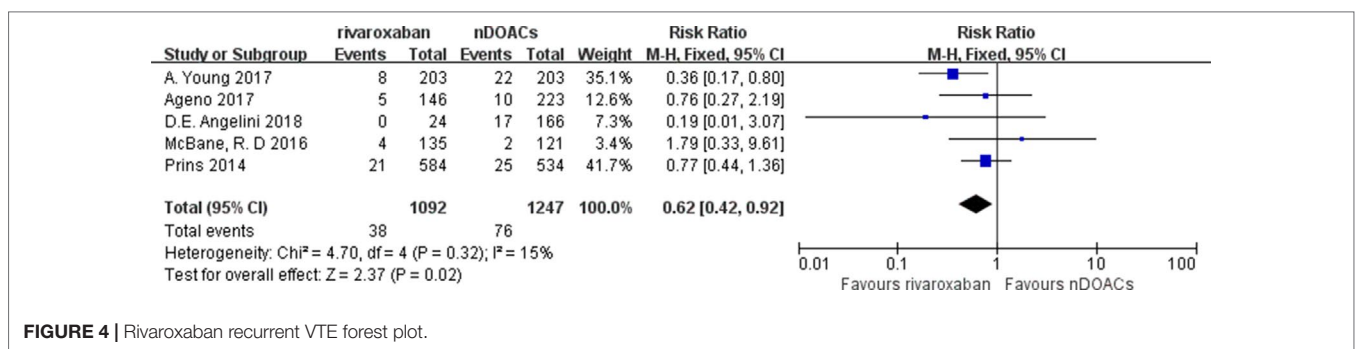 rivaroxaban nDOACs Risk Ratio Risk Ratio
Study or Subgroup Events Total Events Total Weight M-H, Fixed, 95% CI M-H, Fixed, 95% CI
A. Young 2017 8 203 22 203 35.1% 0.36 [0.17, 0.80]
Ageno 2017 5 146 10 223 12.6% 0.76 [0.27, 2.19]
D.E. Angelini 2018 0 24 17 166 7.3% 0.19 [0.01, 3.07]
McBane, R. D 2016 4 135 2 121 3.4% 1.79 [0.33, 9.61]
Prins 2014 21 584 25 534 41.7% 0.77 [0.44, 1.36]
Total (95% CI) 1092 1247 100.0% 0.62 [0.42, 0.92]
Total events 38 76
Heterogeneity: Chi² = 4.70, df = 4 (P = 0.32); I² = 15%
Test for overall effect: Z = 2.37 (P = 0.02)
0.01 0.1 1 10 100
Favours rivaroxaban Favours nDOACs
FIGURE 4 | Rivaroxaban recurrent VTE forest plot.